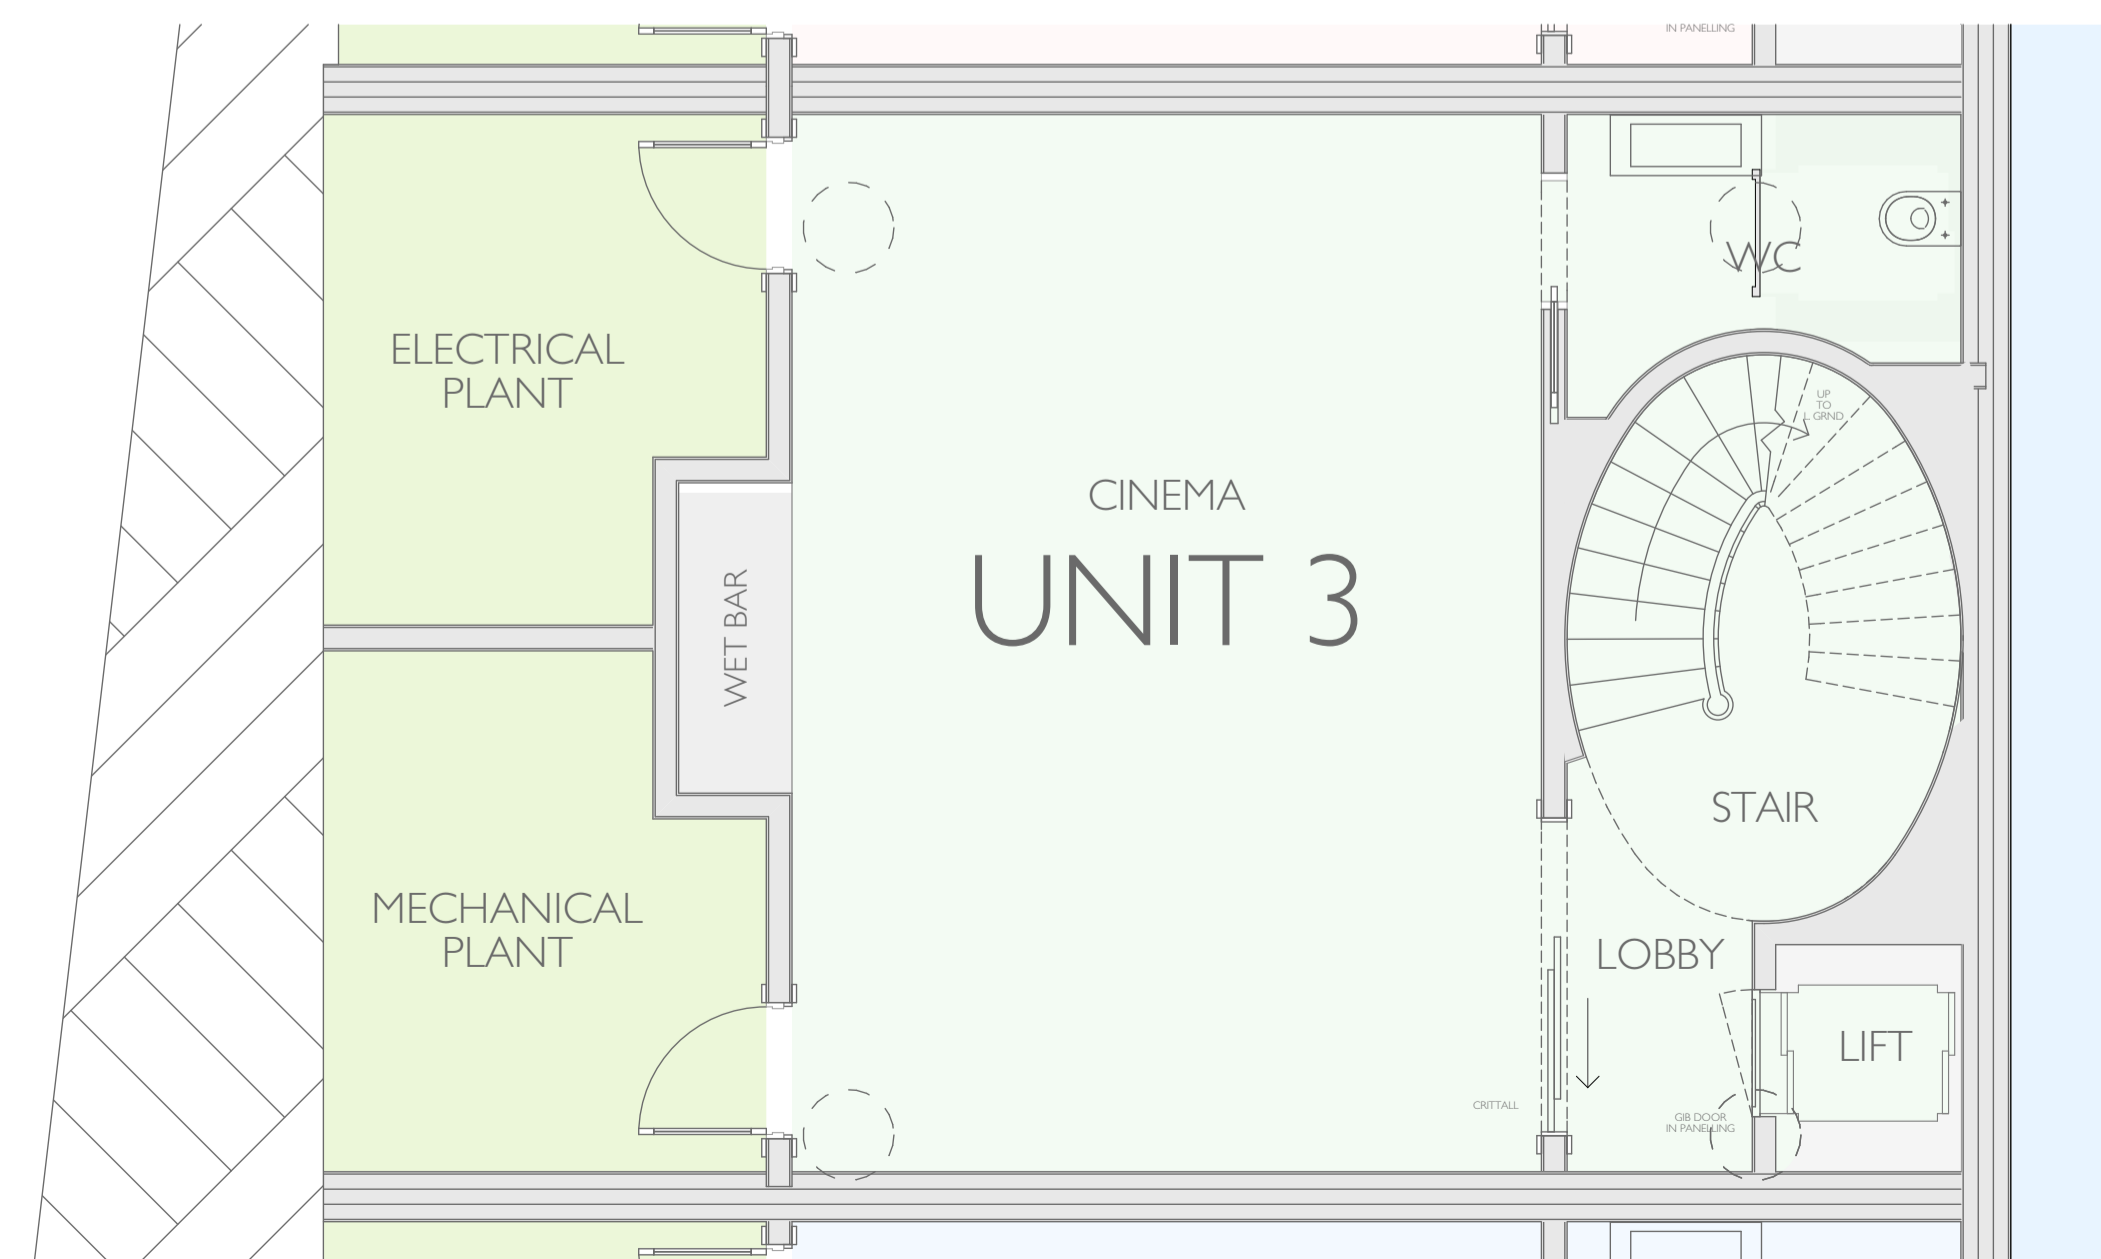 IN PANELLING
WC
ELECTRICAL
PLANT
UP
TO
L GRND
CINEMA
UNIT 3
WET BAR
STAIR
MECHANICAL
PLANT
LOBBY
LIFT
CRITTALL
GIB DOOR
IN PANELLING